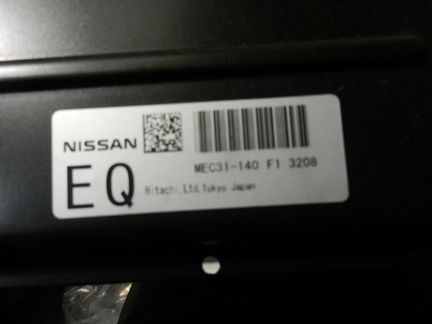 NISSAN
MEC31-140 F1 3208
EQ
Hitachi,Ltd.Tokyo Japan